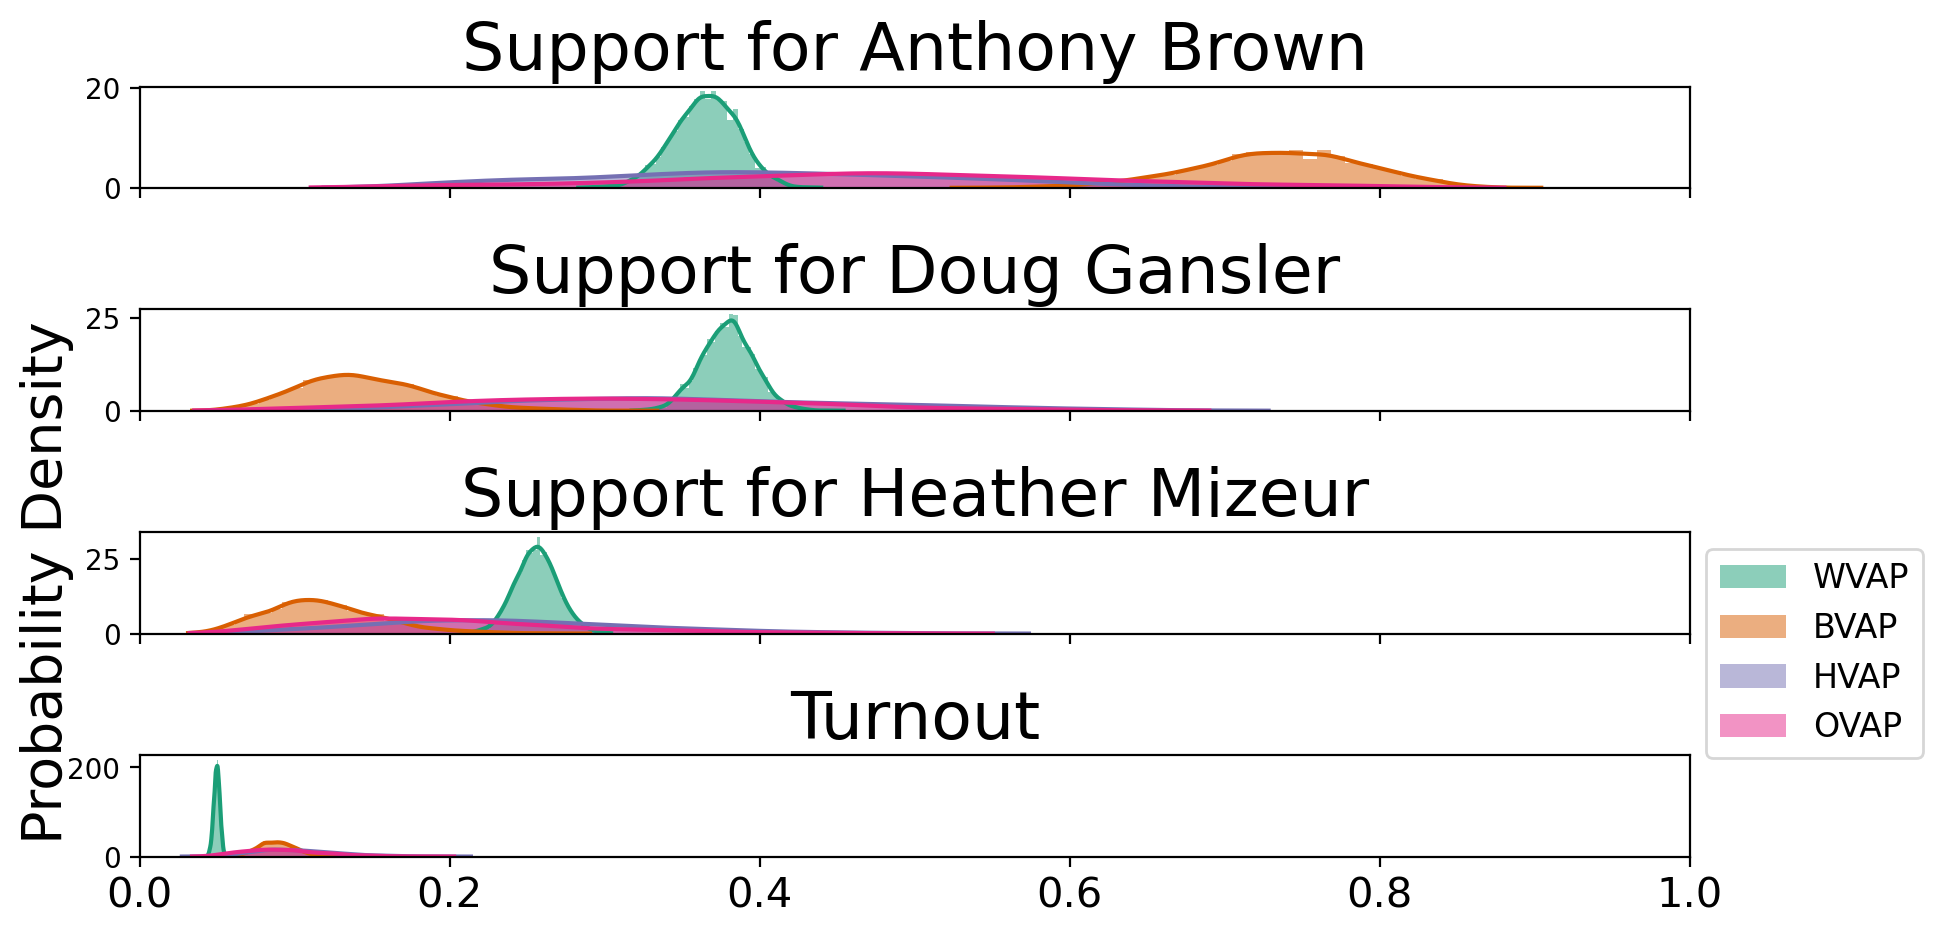 Support for Anthony Brown
20
0
Support for Doug Gansler
25
0
Support for Heather Mizeur
25
0
Turnout
200
0
0.0 0.2 0.4 0.6 0.8 1.0
Probability Density
WVAP
BVAP
HVAP
OVAP